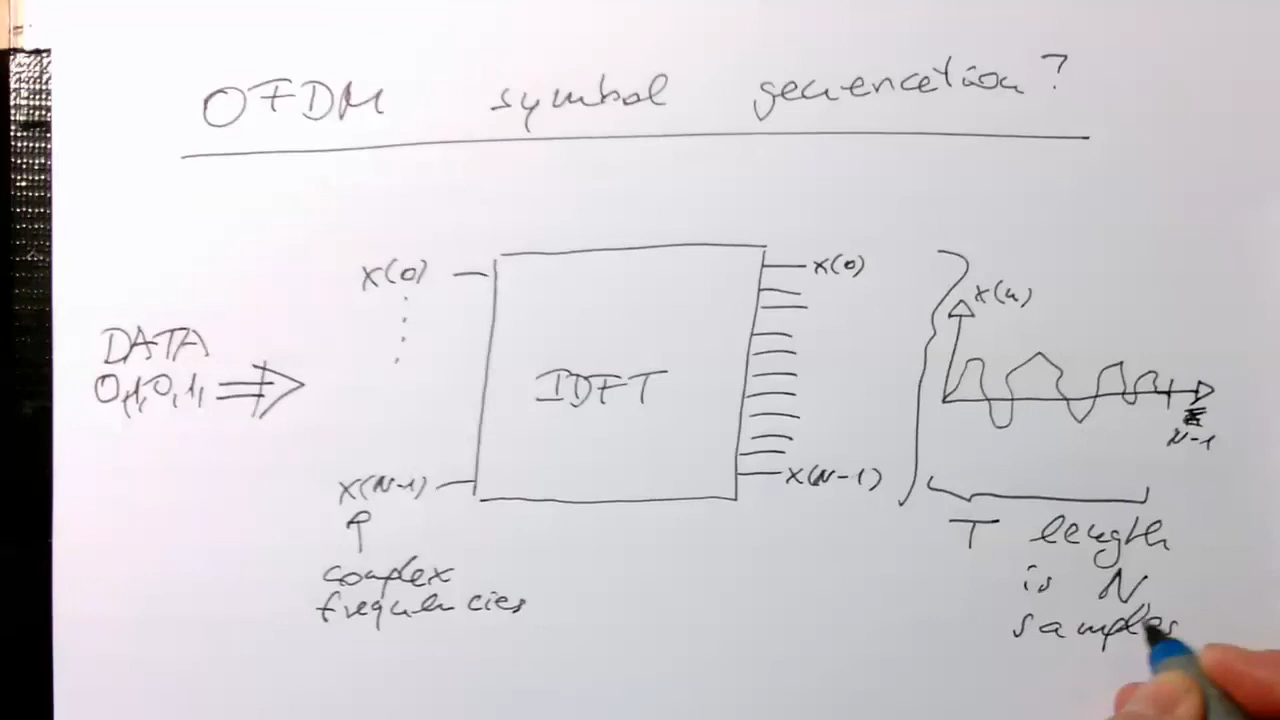 OFDM symbol generation?
X(0)
x(0)
x(n)
DATA
0,1,0,1,
IDFT
N-1
X(N-1)
x(N-1)
complex
frequencies
T length
is N
samples